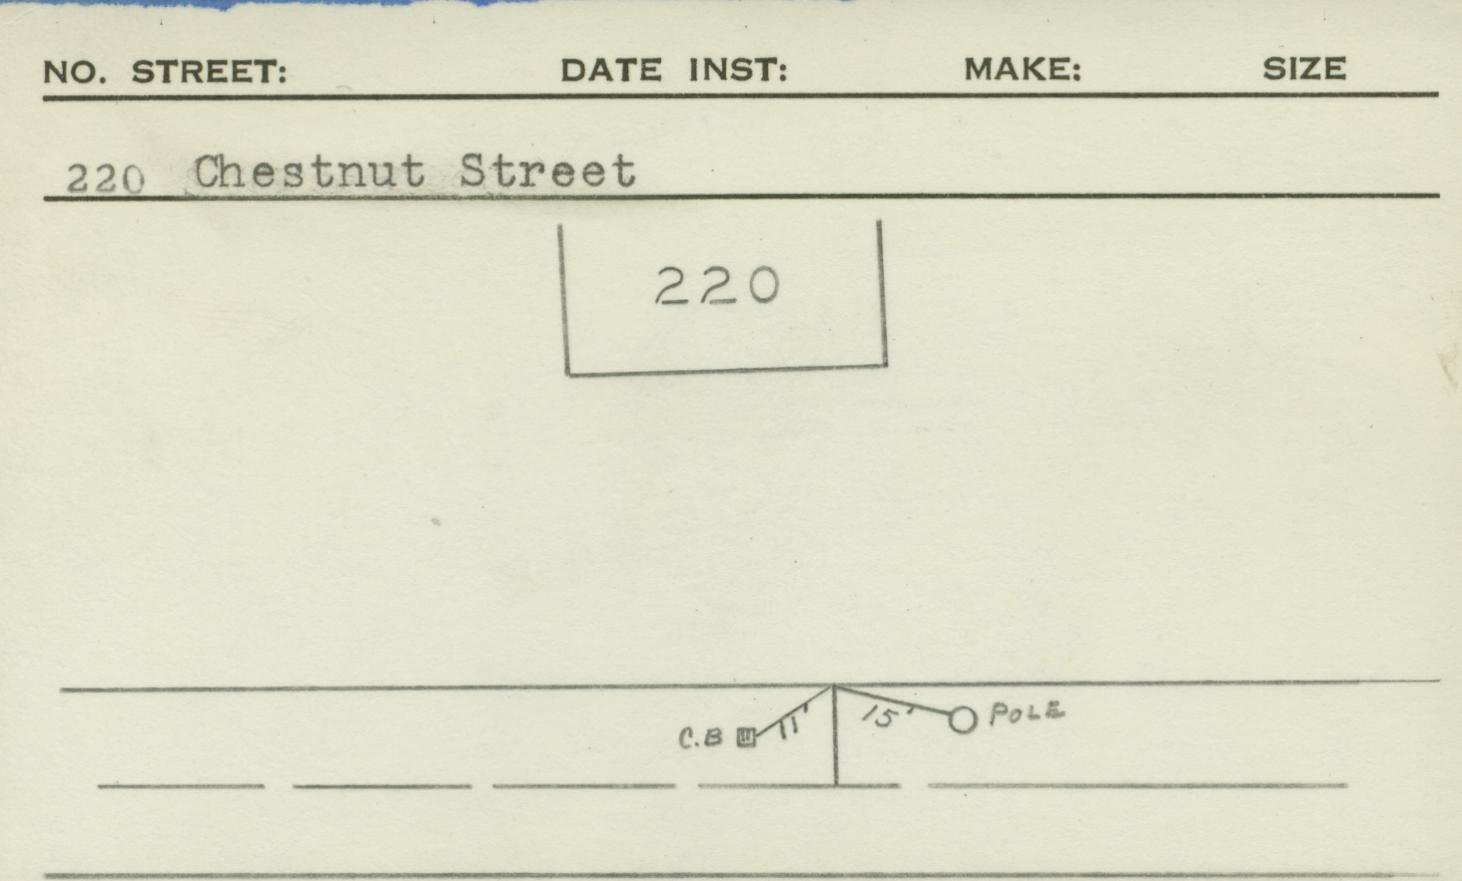 NO. STREET: DATE INST: MAKE: SIZE
220 Chestnut Street
220
C.B 11' 15' POLE